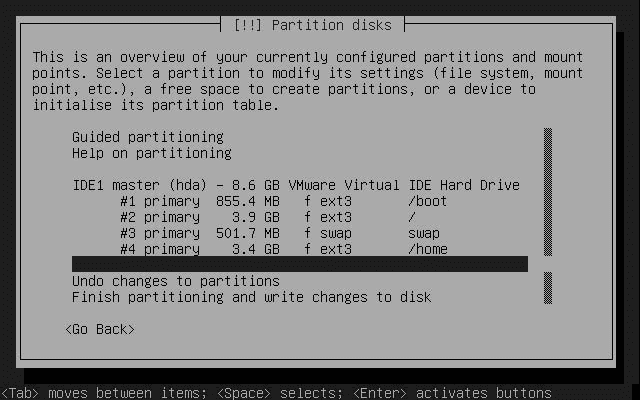 [!!] Partition disks
This is an overview of your currently configured partitions and mount
points. Select a partition to modify its settings (file system, mount
point, etc.), a free space to create partitions, or a device to
initialise its partition table.
Guided partitioning
Help on partitioning
IDE1 master (hda) - 8.6 GB VMware Virtual IDE Hard Drive
#1 primary 855.4 MB f ext3 /boot
#2 primary 3.9 GB f ext3 /
#3 primary 501.7 MB f swap swap
#4 primary 3.4 GB f ext3 /home
Undo changes to partitions
Finish partitioning and write changes to disk
<Go Back>
<Tab> moves between items; <Space> selects; <Enter> activates buttons